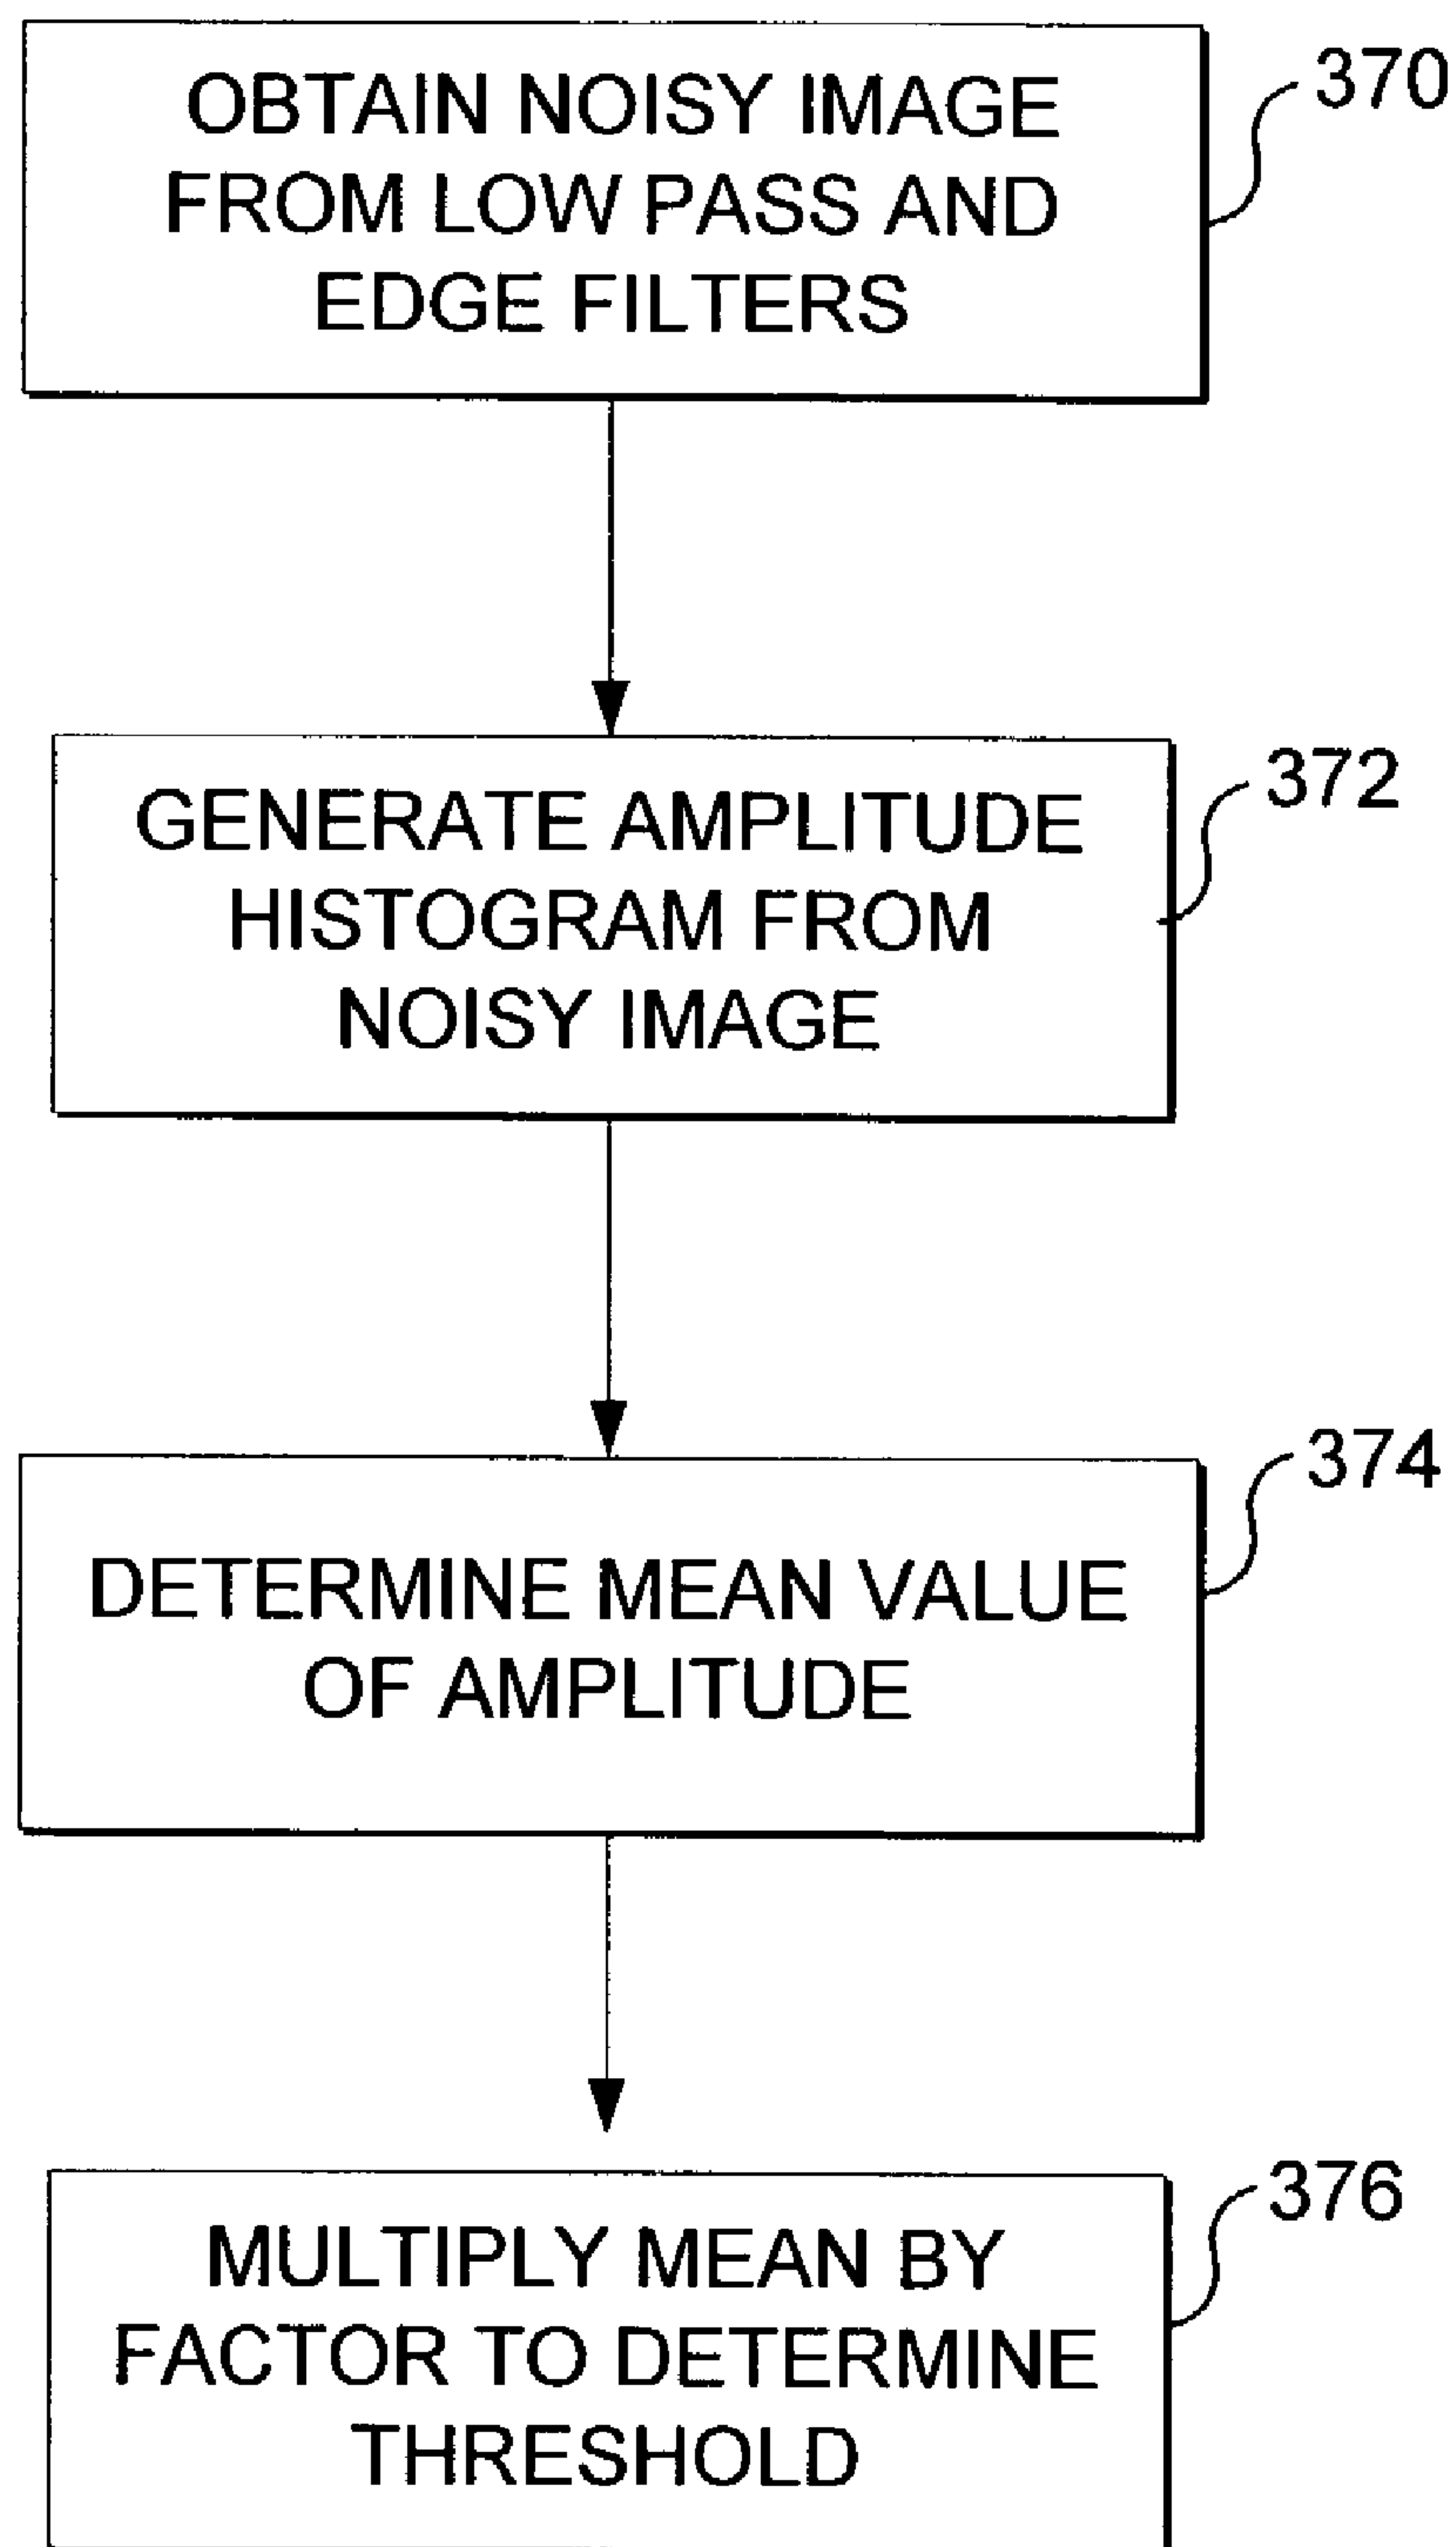 OBTAIN NOISY IMAGE
FROM LOW PASS AND
EDGE FILTERS
370
GENERATE AMPLITUDE
HISTOGRAM FROM
NOISY IMAGE
372
DETERMINE MEAN VALUE
OF AMPLITUDE
374
MULTIPLY MEAN BY
FACTOR TO DETERMINE
THRESHOLD
376